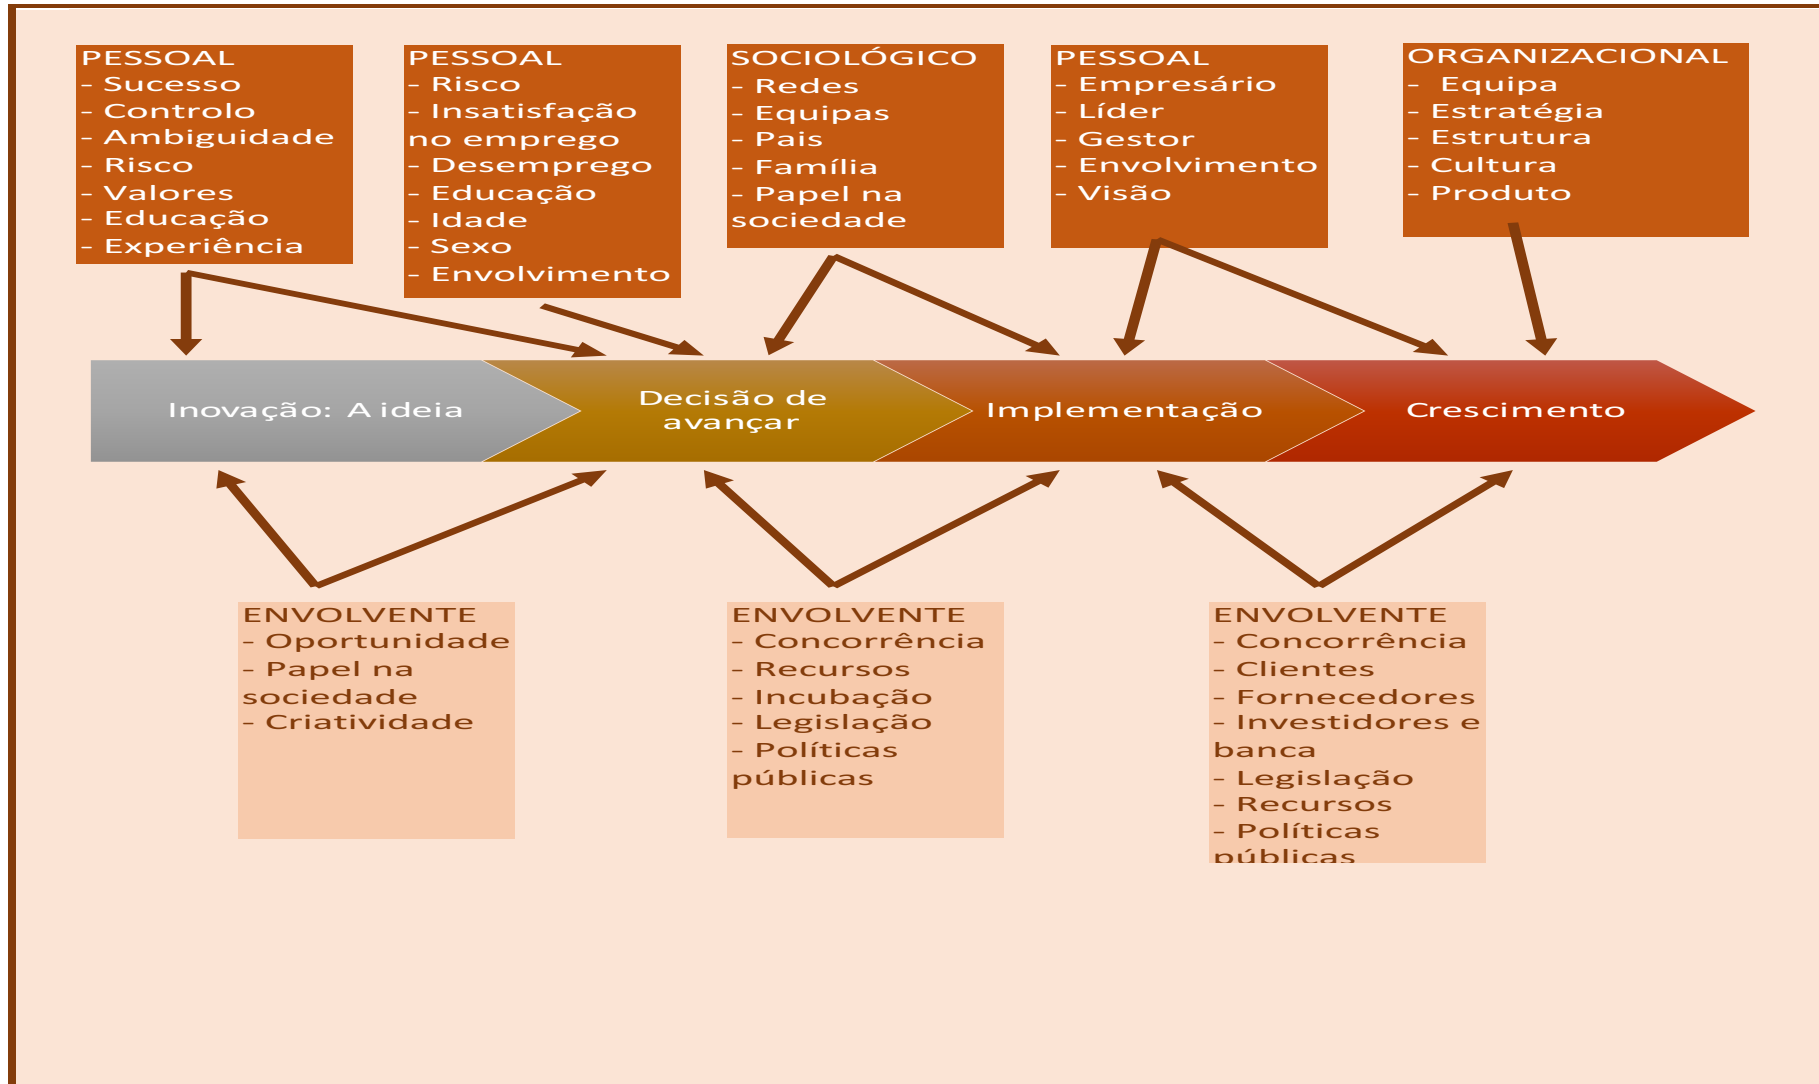 PESSOAL
- Sucesso
- Controlo
- Ambiguidade
- Risco
- Valores
- Educação
- Experiência
PESSOAL
- Risco
- Insatisfação
no emprego
- Desemprego
- Educação
- Idade
- Sexo
- Envolvimento
SOCIOLÓGICO
- Redes
- Equipas
- Pais
- Família
- Papel na
sociedade
PESSOAL
- Empresário
- Líder
- Gestor
- Envolvimento
- Visão
ORGANIZACIONAL
- Equipa
- Estratégia
- Estrutura
- Cultura
- Produto
Inovação: A ideia
Decisão de
avançar
Implementação
Crescimento
ENVOLVENTE
- Oportunidade
- Papel na
sociedade
- Criatividade
ENVOLVENTE
- Concorrência
- Recursos
- Incubação
- Legislação
- Políticas
públicas
ENVOLVENTE
- Concorrência
- Clientes
- Fornecedores
- Investidores e
banca
- Legislação
- Recursos
- Políticas
públicas